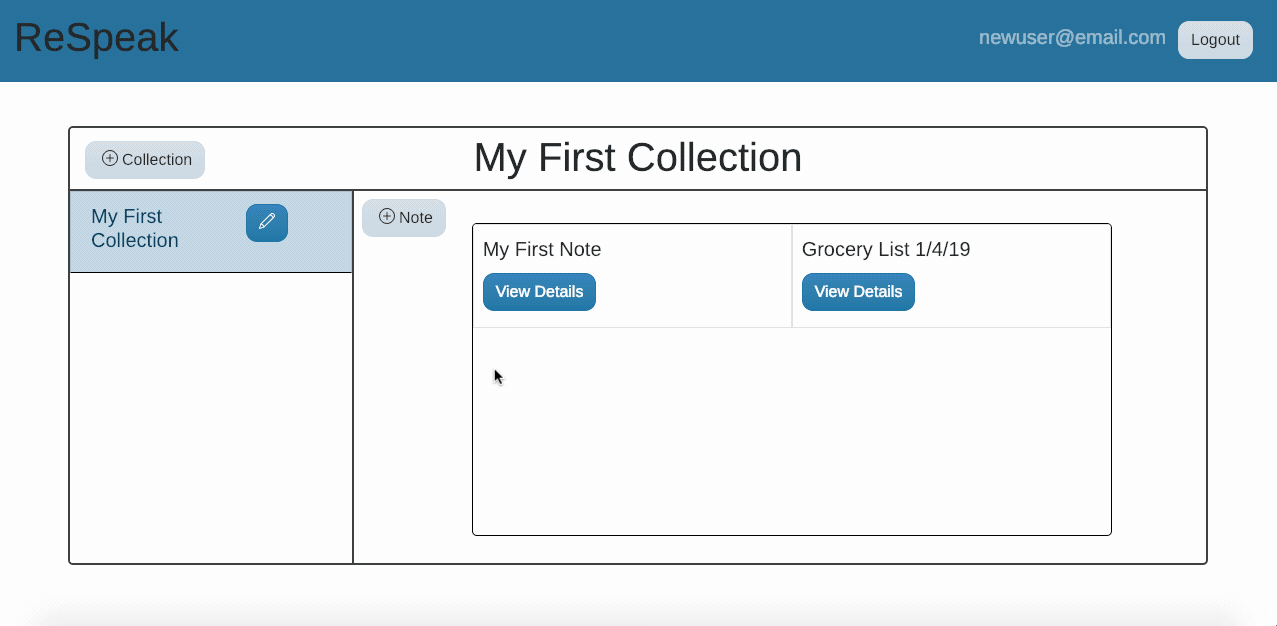 ReSpeak
newuser@email.com
Logout
Collection
My First Collection
My First
Collection
Note
My First Note
Grocery List 1/4/19
View Details
View Details